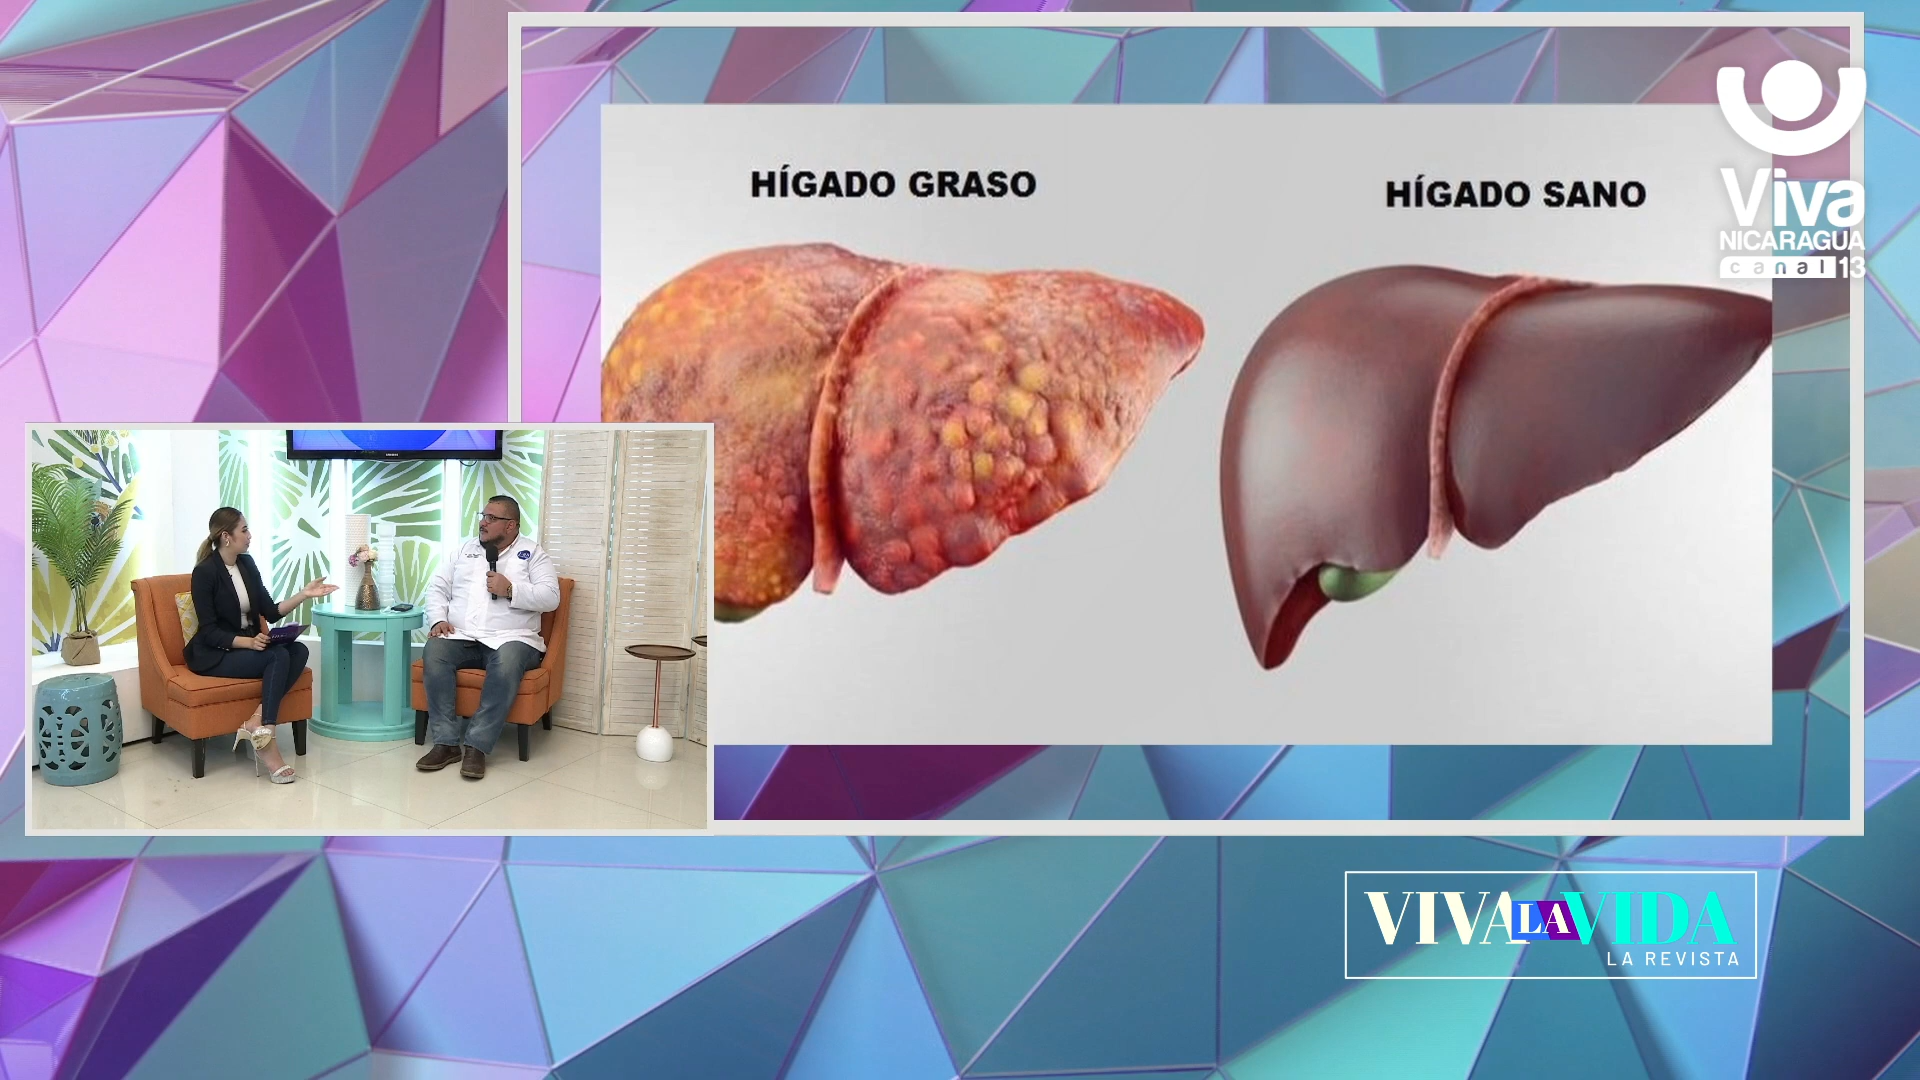 HÍGADO GRASO
HÍGADO SANO
Viva
NICARAGUA
canal 13
VIVA LA VIDA
LA REVISTA